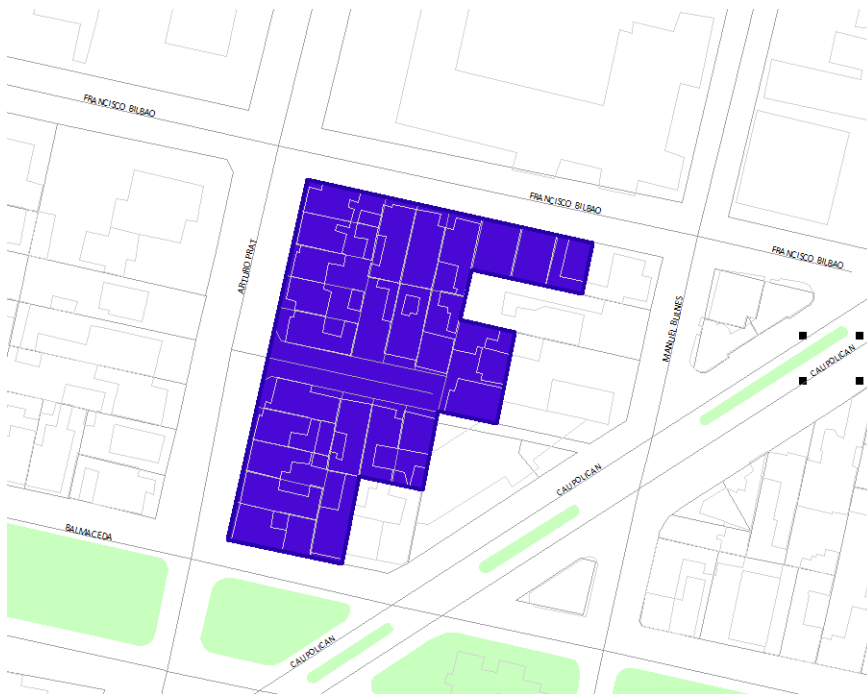 FRANCISCO BILBAO
FRANCISCO BILBAO
FRANCISCO BILBAO
ARTURO PRAT
MANUEL BULNES
CAUPOLICAN
CAUPOLICAN
BALMACEDA
CAUPOLICAN